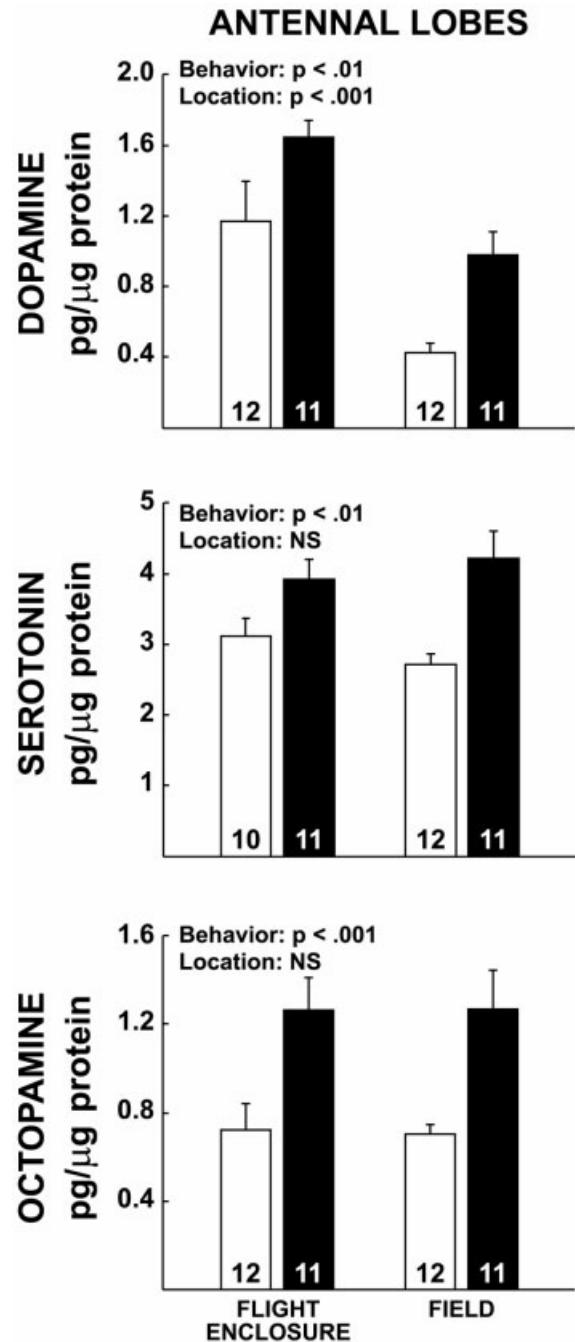 ANTENNAL LOBES
DOPAMINE
pg/µg protein
2.0
1.6
1.2
0.8
0.4
Behavior: p < .01
Location: p < .001
12
11
12
11
SEROTONIN
pg/µg protein
5
4
3
2
1
Behavior: p < .01
Location: NS
10
11
12
11
OCTOPAMINE
pg/µg protein
1.6
1.2
0.8
0.4
Behavior: p < .001
Location: NS
12
11
12
11
FLIGHT
ENCLOSURE
FIELD